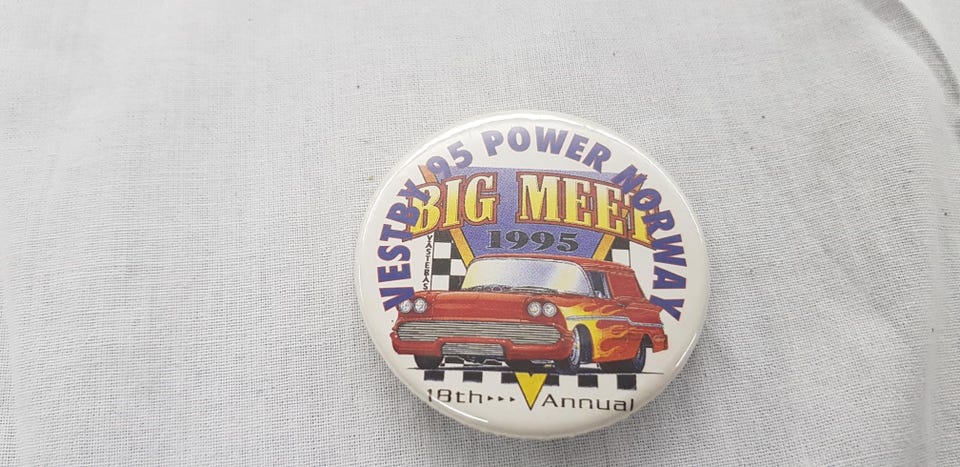 VESTBY 95 POWER NORWAY
BIG MEET
1995
VÄSTERÅS
18th Annual